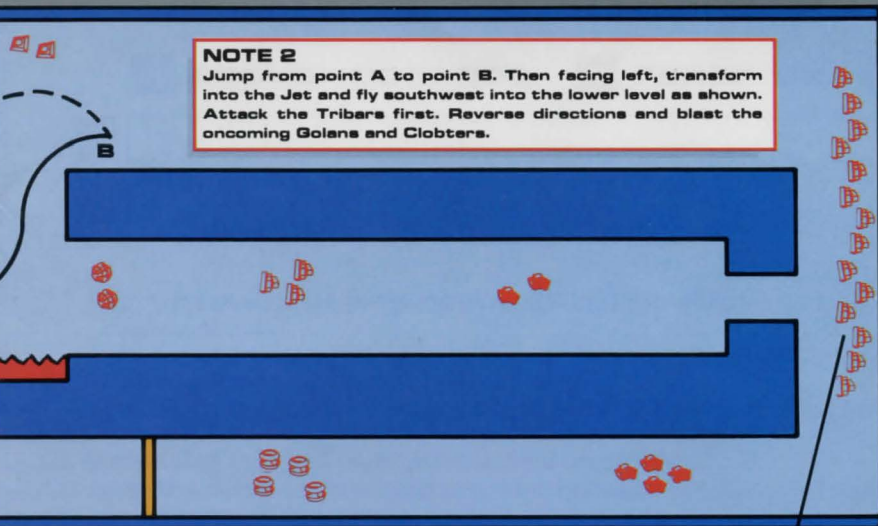 NOTE 2
Jump from point A to point B. Then facing left, transform
into the Jet and fly southwest into the lower level as shown.
Attack the Tribars first. Reverse directions and blast the
oncoming Golans and Clobters.
B